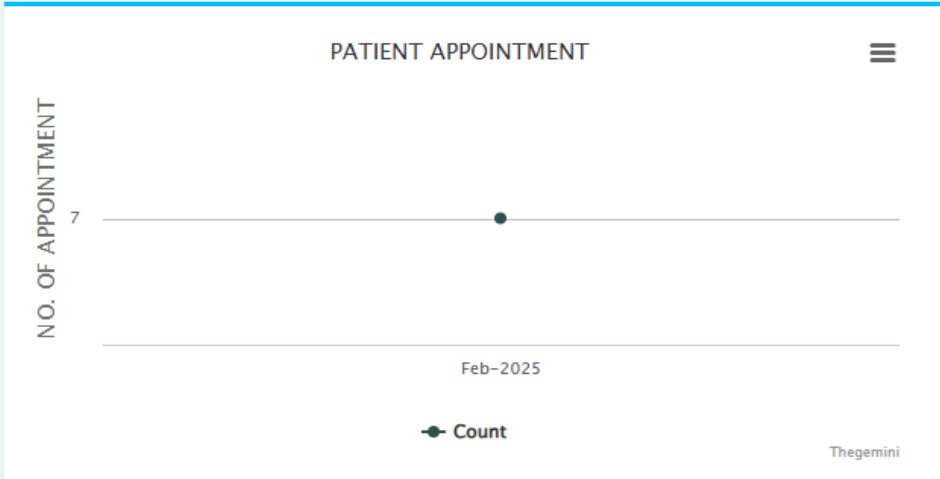 PATIENT APPOINTMENT
NO. OF APPOINTMENT
7
Feb-2025
Count
Thegemini